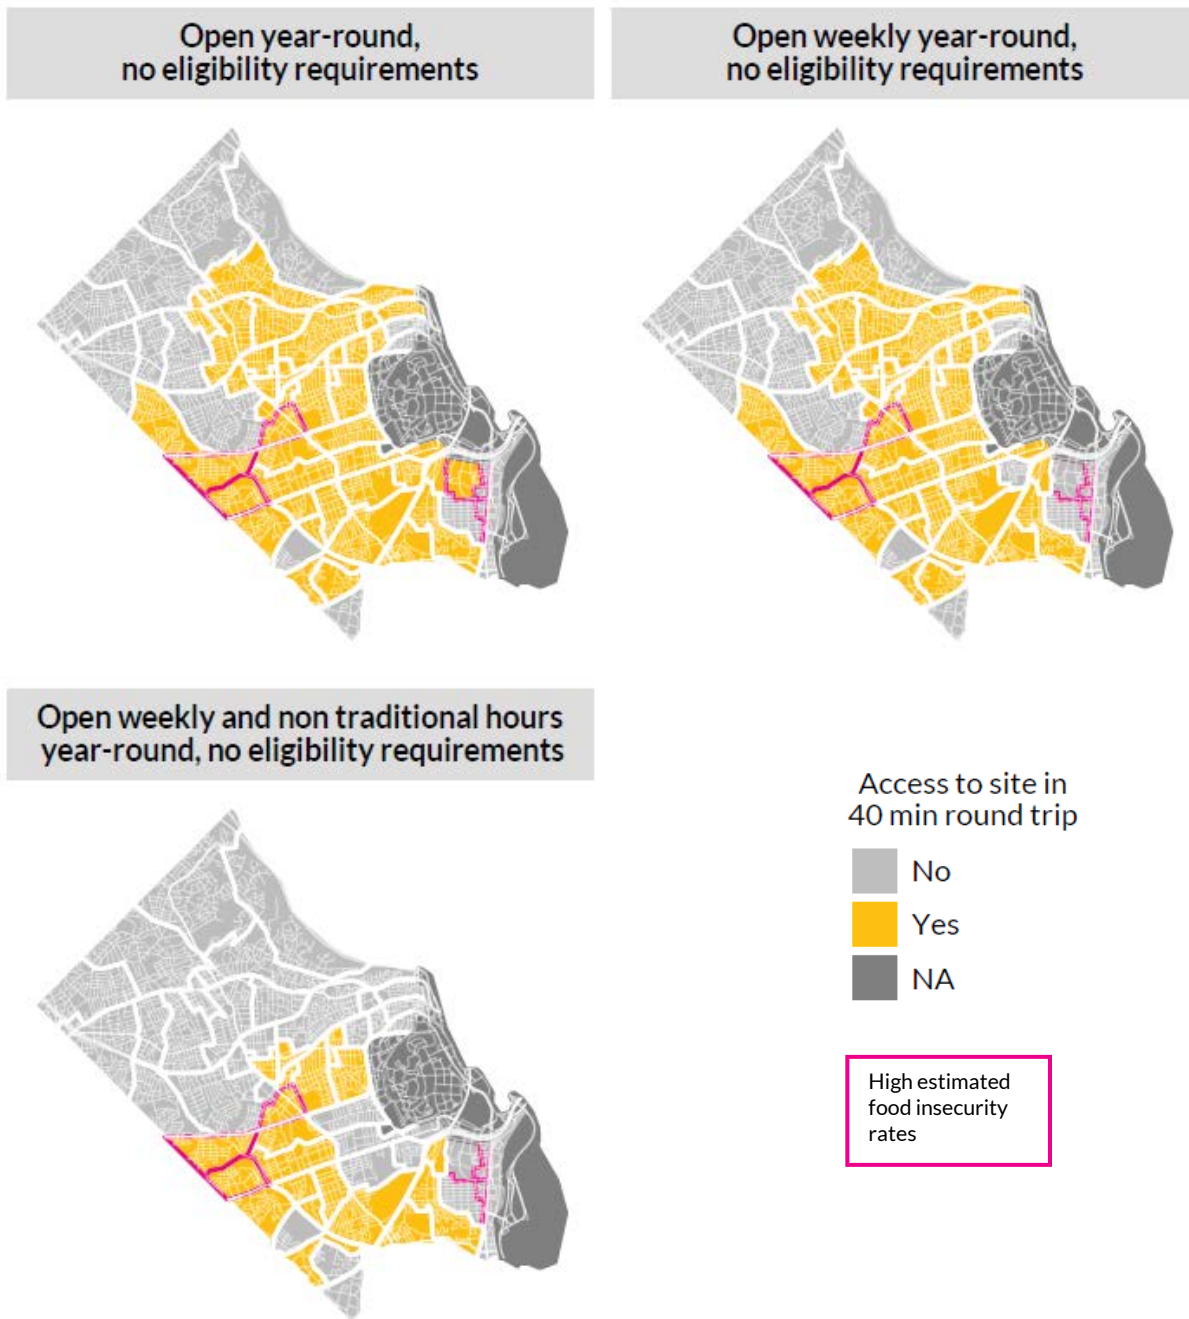 Open year-round,
no eligibility requirements
Open weekly year-round,
no eligibility requirements
Open weekly and non traditional hours
year-round, no eligibility requirements
Access to site in
40 min round trip
No
Yes
NA
High estimated
food insecurity
rates